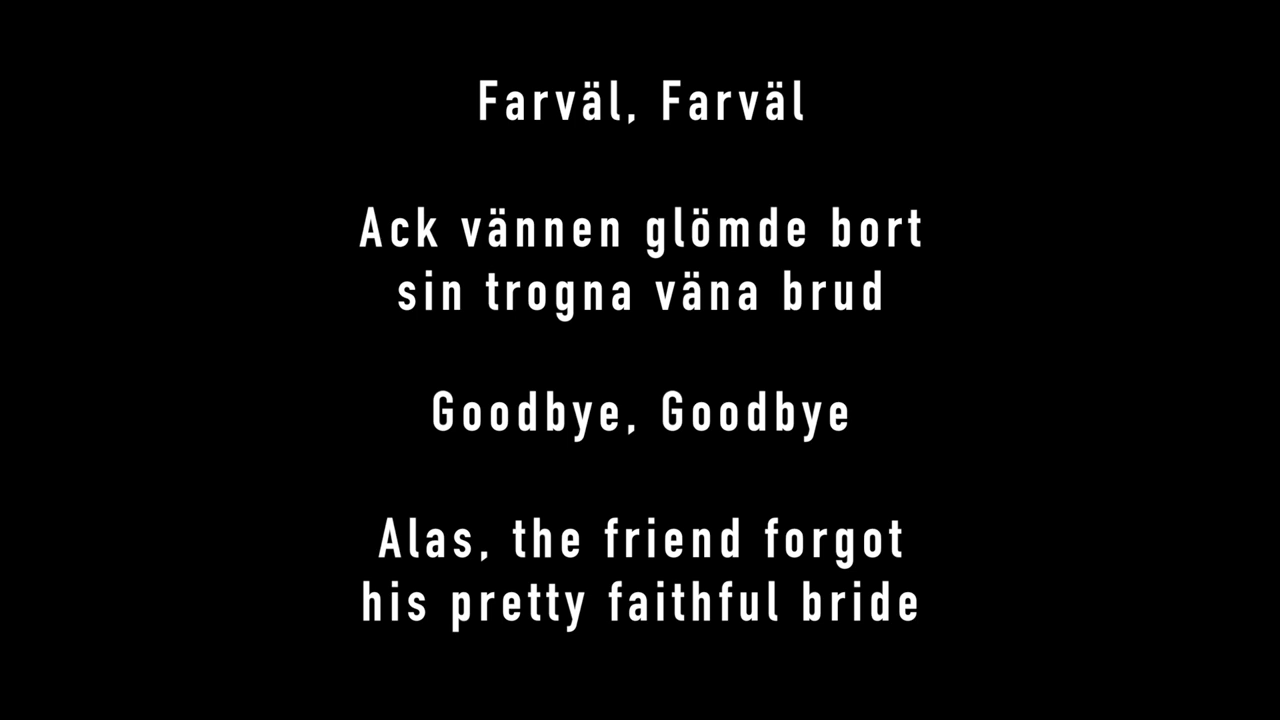 Farväl, Farväl
Ack vännen glömde bort
sin trogna väna brud
Goodbye, Goodbye
Alas, the friend forgot
his pretty faithful bride